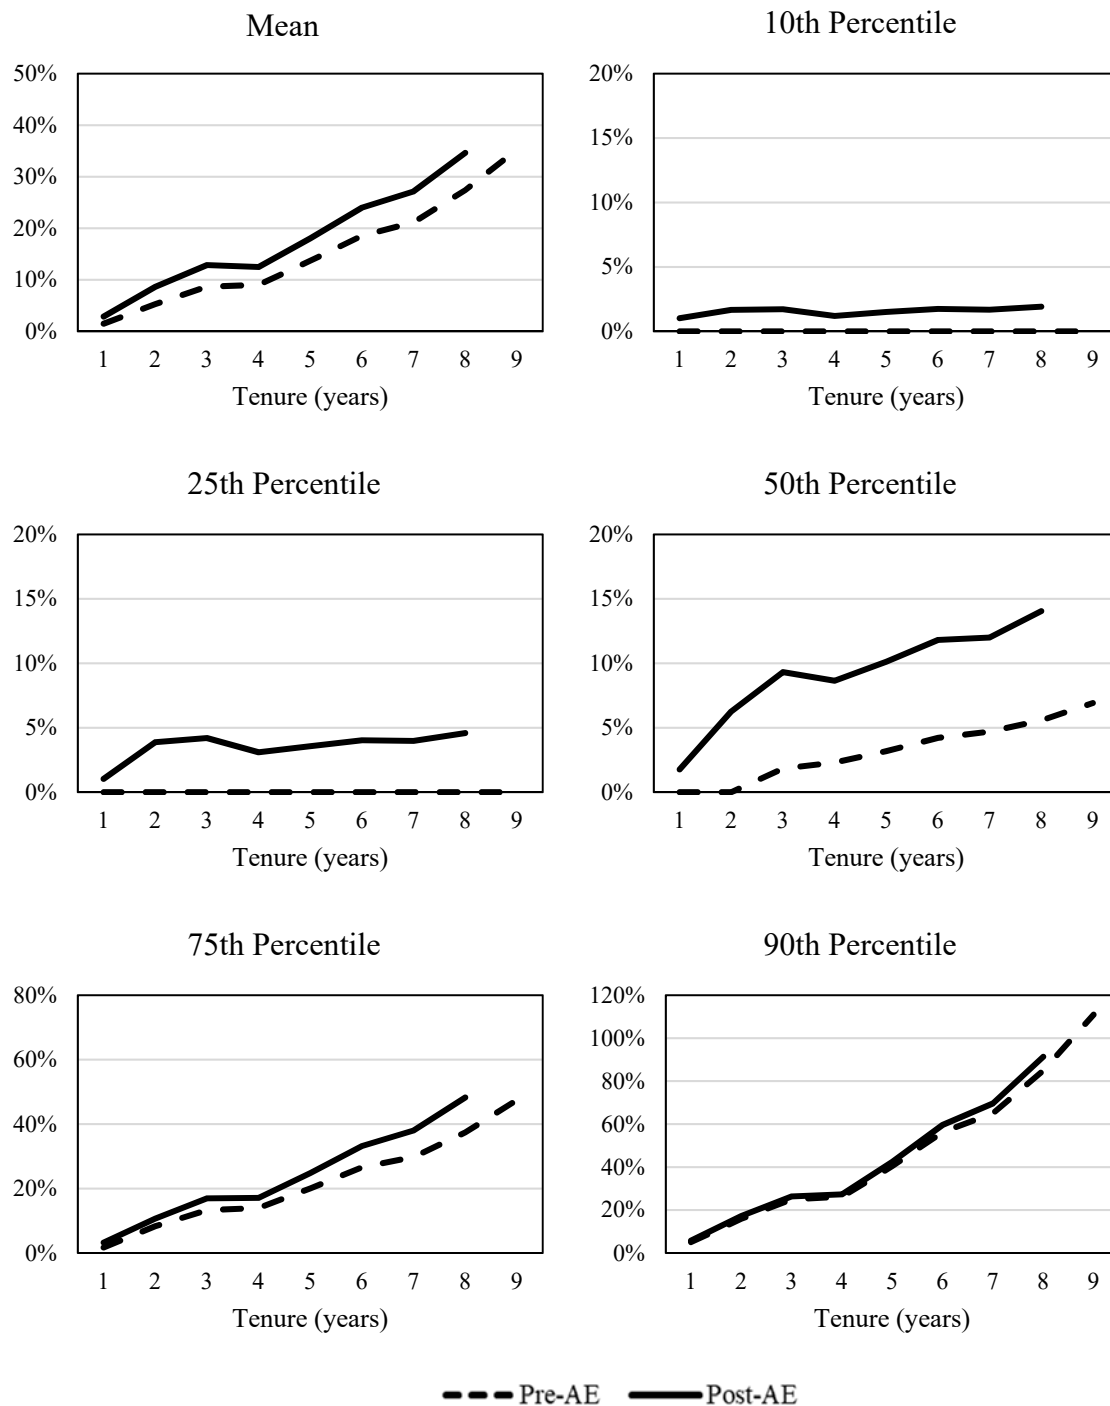 Mean
50%
40%
30%
20%
10%
0%
1 2 3 4 5 6 7 8 9
Tenure (years)
10th Percentile
20%
15%
10%
5%
0%
1 2 3 4 5 6 7 8 9
Tenure (years)
25th Percentile
20%
15%
10%
5%
0%
1 2 3 4 5 6 7 8 9
Tenure (years)
50th Percentile
20%
15%
10%
5%
0%
1 2 3 4 5 6 7 8 9
Tenure (years)
75th Percentile
80%
60%
40%
20%
0%
1 2 3 4 5 6 7 8 9
Tenure (years)
90th Percentile
120%
100%
80%
60%
40%
20%
0%
1 2 3 4 5 6 7 8 9
Tenure (years)
Pre-AE Post-AE